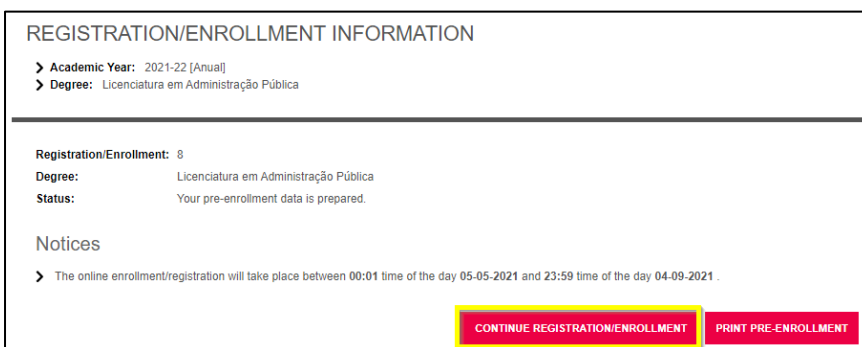 REGISTRATION/ENROLLMENT INFORMATION
Academic Year: 2021-22 [Anual]
Degree: Licenciatura em Administração Pública
Registration/Enrollment: 8
Degree: Licenciatura em Administração Pública
Status: Your pre-enrollment data is prepared.
Notices
The online enrollment/registration will take place between 00:01 time of the day 05-05-2021 and 23:59 time of the day 04-09-2021 .
CONTINUE REGISTRATION/ENROLLMENT PRINT PRE-ENROLLMENT